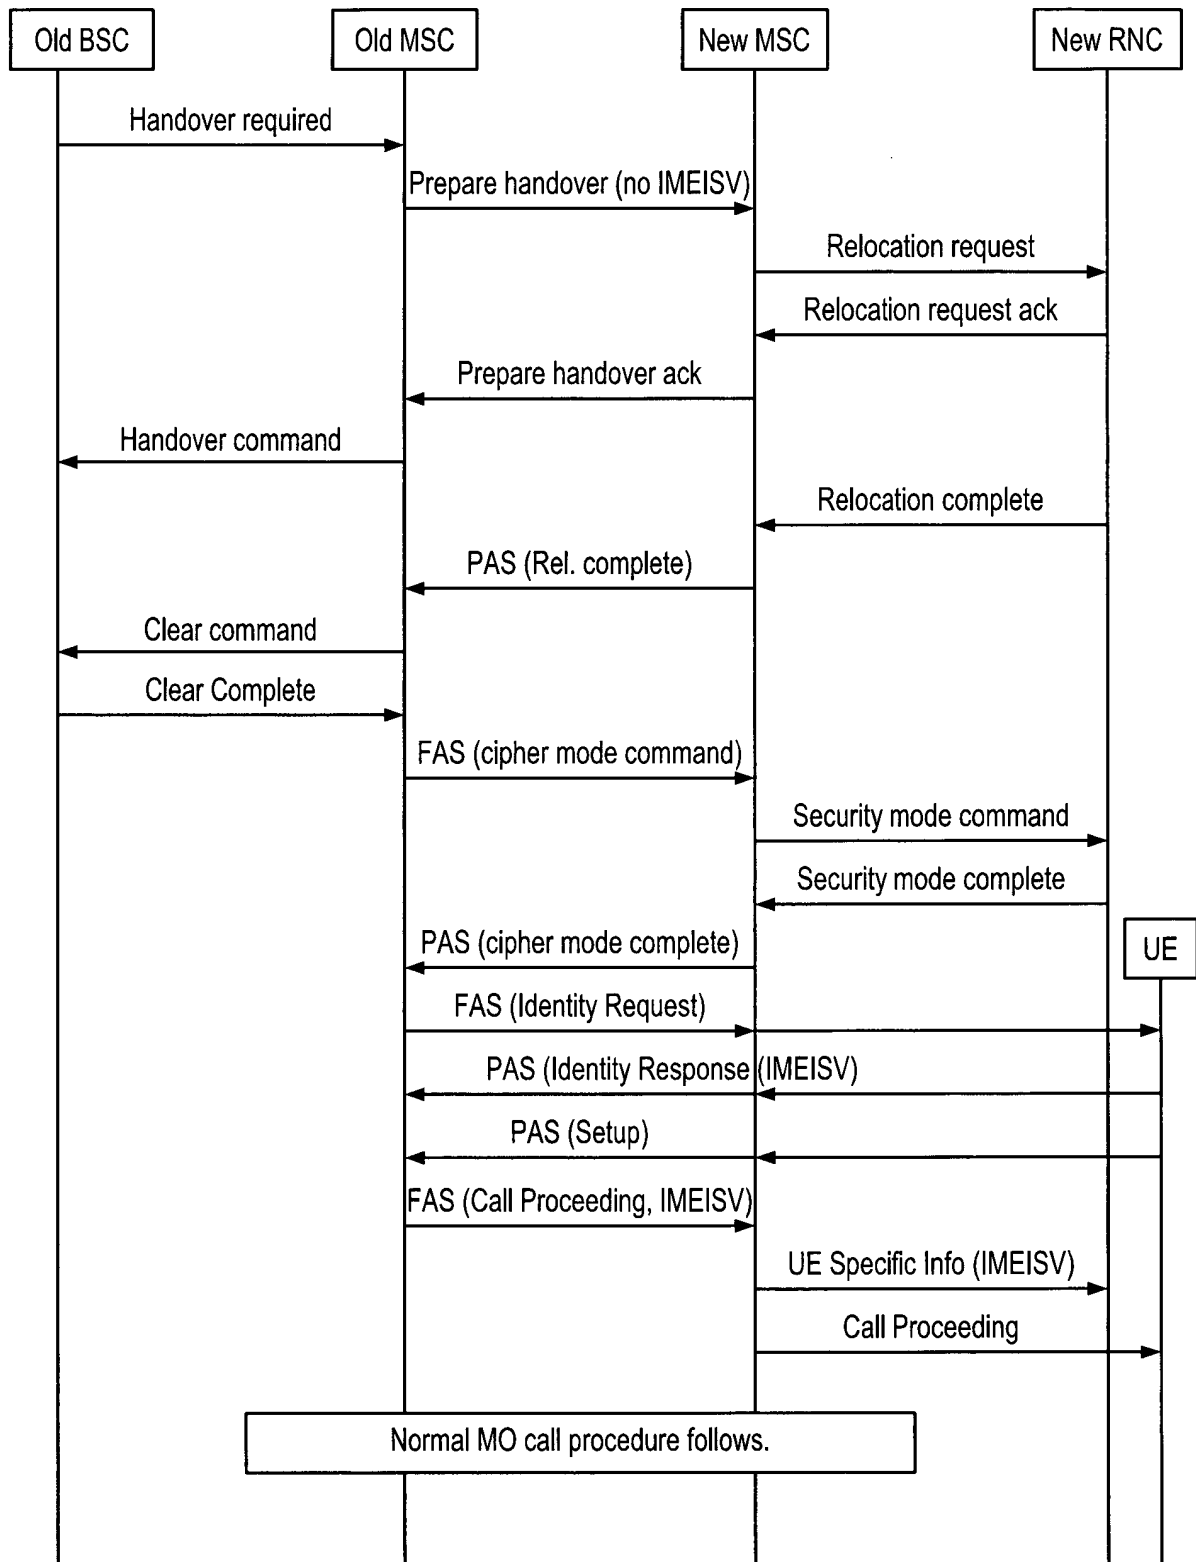 Old BSC
Old MSC
New MSC
New RNC
Handover required
Prepare handover (no IMEISV)
Relocation request
Relocation request ack
Prepare handover ack
Handover command
Relocation complete
PAS (Rel. complete)
Clear command
Clear Complete
FAS (cipher mode command)
Security mode command
Security mode complete
PAS (cipher mode complete)
UE
FAS (Identity Request)
PAS (Identity Response (IMEISV)
PAS (Setup)
FAS (Call Proceeding, IMEISV)
UE Specific Info (IMEISV)
Call Proceeding
Normal MO call procedure follows.